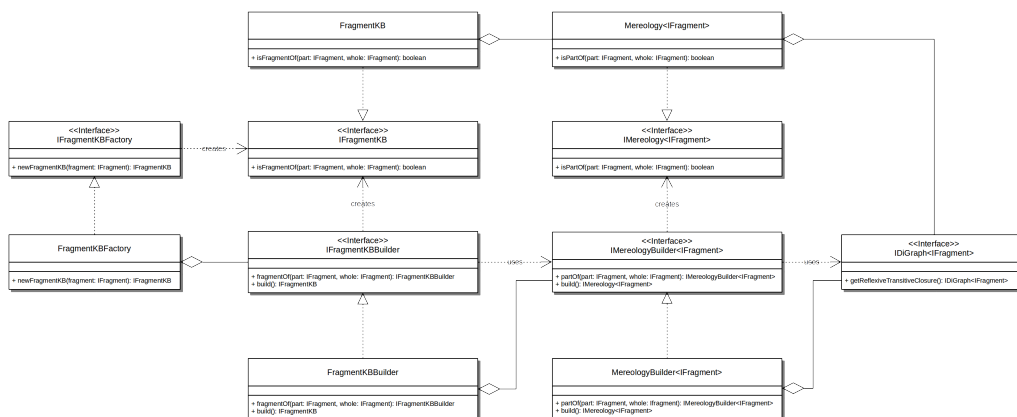 FragmentKB
+ isFragmentOf(part: IFragment, whole: IFragment): boolean
Mereology<IFragment>
+ isPartOf(part: IFragment, whole: IFragment): boolean
<<Interface>>
IFragmentKBFactory
+ newFragmentKB(fragment: IFragment): IFragmentKB
creates
<<Interface>>
IFragmentKB
+ isFragmentOf(part: IFragment, whole: IFragment): boolean
<<Interface>>
IMereology<IFragment>
+ isPartOf(part: IFragment, whole: IFragment): boolean
creates
creates
FragmentKBFactory
+ newFragmentKB(fragment: IFragment): IFragmentKB
<<Interface>>
IFragmentKBBuilder
+ fragmentOf(part: IFragment, whole: IFragment): IFragmentKBBuilder
+ build(): IFragmentKB
uses
<<Interface>>
IMereologyBuilder<IFragment>
+ partOf(part: IFragment, whole: Ifragment): IMereologyBuilder<IFragment>
+ build(): IMereology<IFragment>
uses
<<Interface>>
IDiGraph<IFragment>
+ getReflexiveTransitiveClosure(): IDiGraph<IFragment>
FragmentKBBuilder
+ fragmentOf(part: IFragment, whole: IFragment): IFragmentKBBuilder
+ build(): IFragmentKB
MereologyBuilder<IFragment>
+ partOf(part: IFragment, whole: Ifragment): IMereologyBuilder<IFragment>
+ build(): IMereology<IFragment>